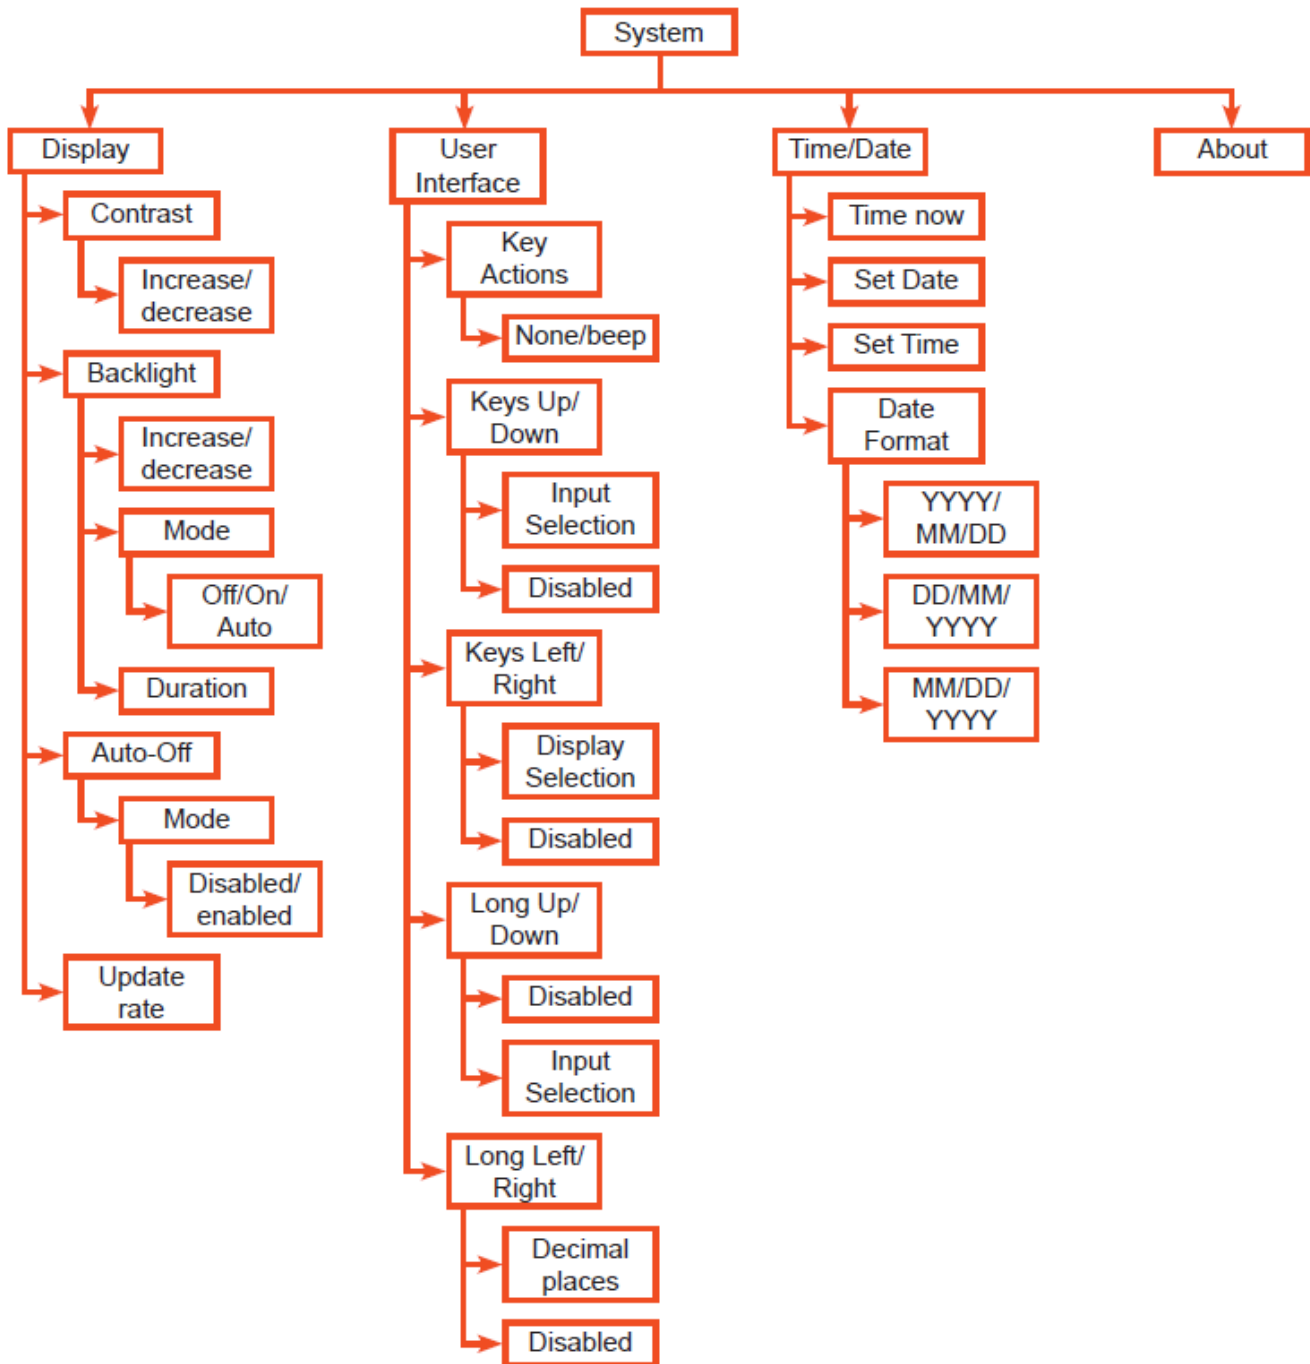 System
Display
Contrast
Increase/
decrease
Backlight
Increase/
decrease
Mode
Off/On/
Auto
Duration
Auto-Off
Mode
Disabled/
enabled
Update
rate
User
Interface
Key
Actions
None/beep
Keys Up/
Down
Input
Selection
Disabled
Keys Left/
Right
Display
Selection
Disabled
Long Up/
Down
Disabled
Input
Selection
Long Left/
Right
Decimal
places
Disabled
Time/Date
Time now
Set Date
Set Time
Date
Format
YYYY/
MM/DD
DD/MM/
YYYY
MM/DD/
YYYY
About